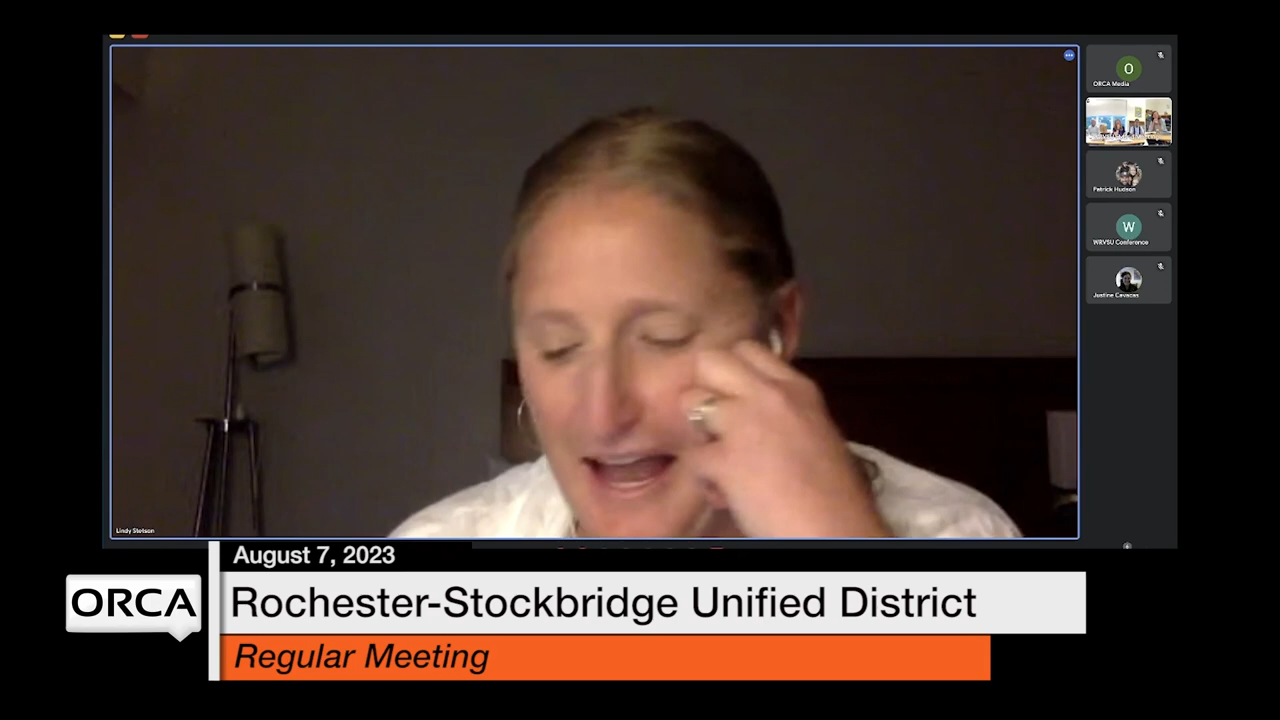 O
ORCA Media
Patrick Hudson
W
WRVSU Conference
Justine Cavacas
Lindy Stetson
August 7, 2023
ORCA
Rochester-Stockbridge Unified District
Regular Meeting